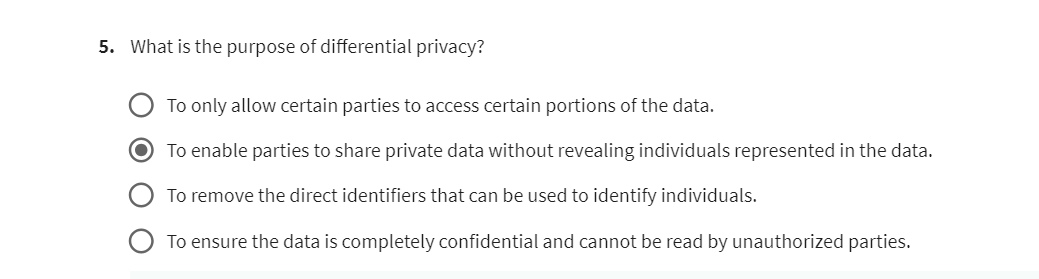 5. What is the purpose of differential privacy?
To only allow certain parties to access certain portions of the data.
To enable parties to share private data without revealing individuals represented in the data.
To remove the direct identifiers that can be used to identify individuals.
To ensure the data is completely confidential and cannot be read by unauthorized parties.